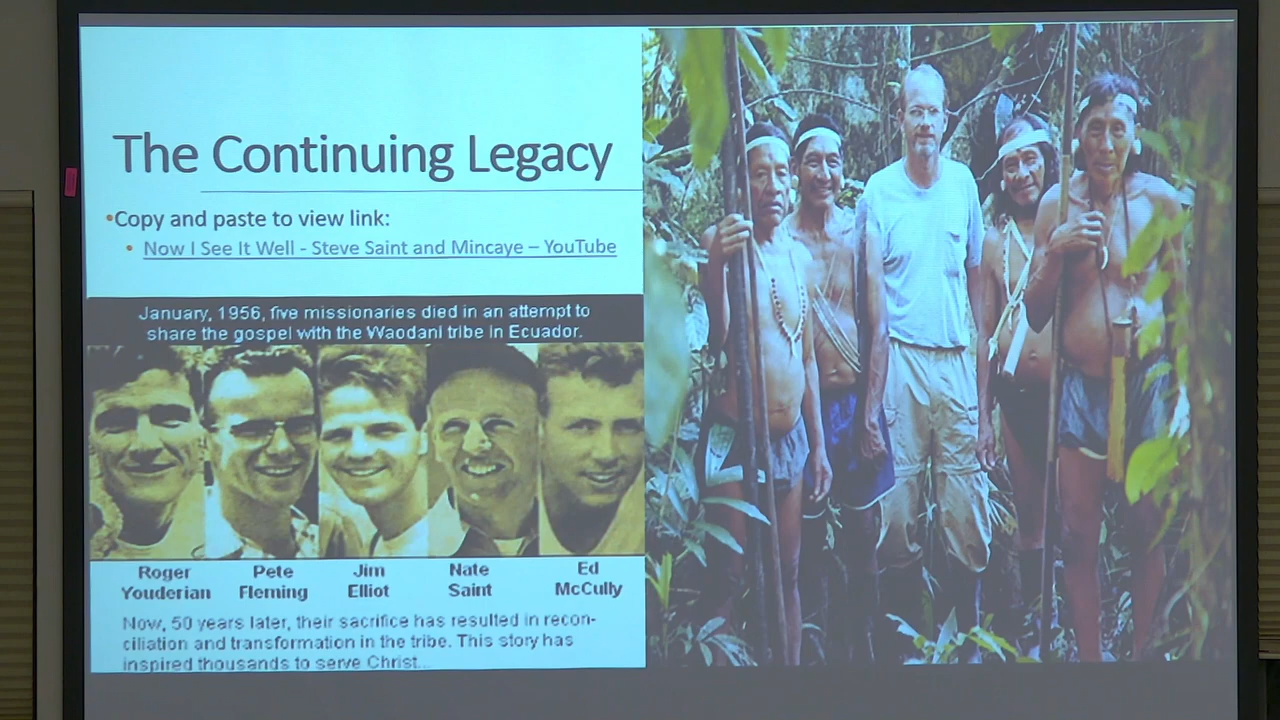 The Continuing Legacy
•Copy and paste to view link:
• Now I See It Well - Steve Saint and Mincaye – YouTube
January, 1956, five missionaries died in an attempt to
share the gospel with the Waodani tribe in Ecuador.
Roger Youderian
Pete Fleming
Jim Elliot
Nate Saint
Ed McCully
Now, 50 years later, their sacrifice has resulted in recon-
ciliation and transformation in the tribe. This story has
inspired thousands to serve Christ...